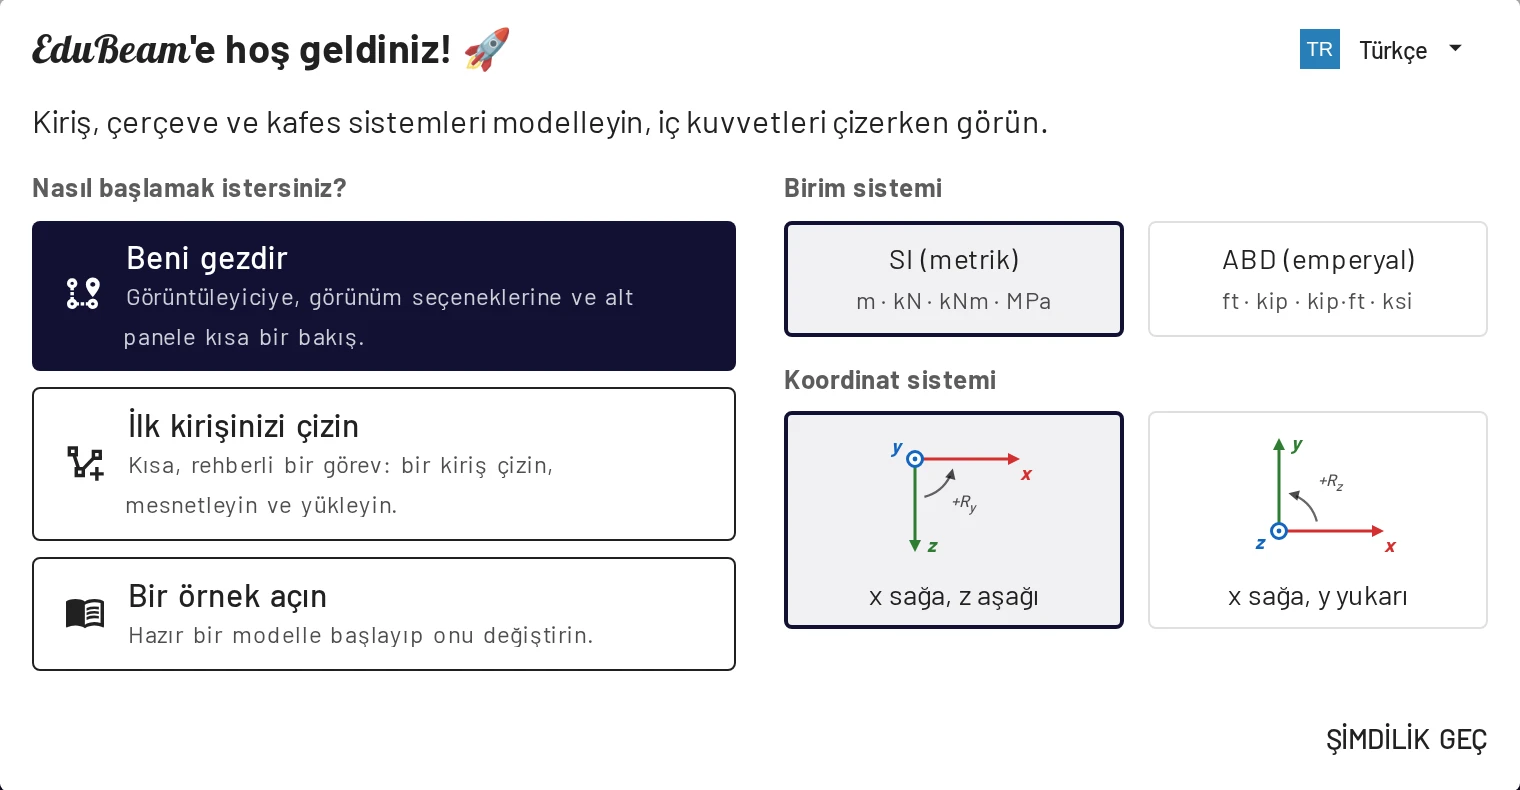 EduBeam'e hoş geldiniz! 🚀
TR Türkçe
Kiriş, çerçeve ve kafes sistemleri modelleyin, iç kuvvetleri çizerken görün.
Nasıl başlamak istersiniz?
Beni gezdir
Görüntüleyiciye, görünüm seçeneklerine ve alt
panele kısa bir bakış.
İlk kirişinizi çizin
Kısa, rehberli bir görev: bir kiriş çizin,
mesnetleyin ve yükleyin.
Bir örnek açın
Hazır bir modelle başlayıp onu değiştirin.
Birim sistemi
SI (metrik)
m · kN · kNm · MPa
ABD (emperyal)
ft · kip · kip·ft · ksi
Koordinat sistemi
y
x
+Ry
z
x sağa, z aşağı
y
+Rz
z
x
x sağa, y yukarı
ŞİMDİLİK GEÇ